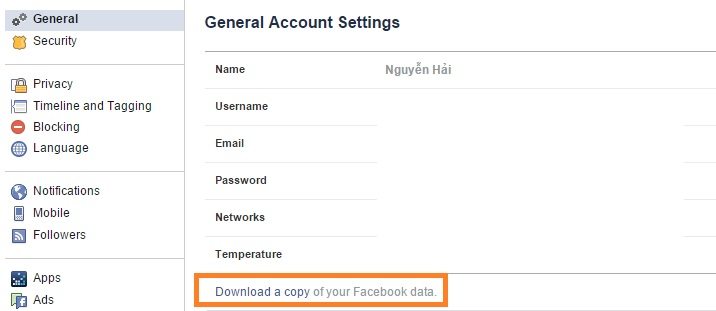 General
Security
Privacy
Timeline and Tagging
Blocking
Language
Notifications
Mobile
Followers
Apps
Ads
General Account Settings
Name Nguyễn Hải
Username
Email
Password
Networks
Temperature
Download a copy of your Facebook data.